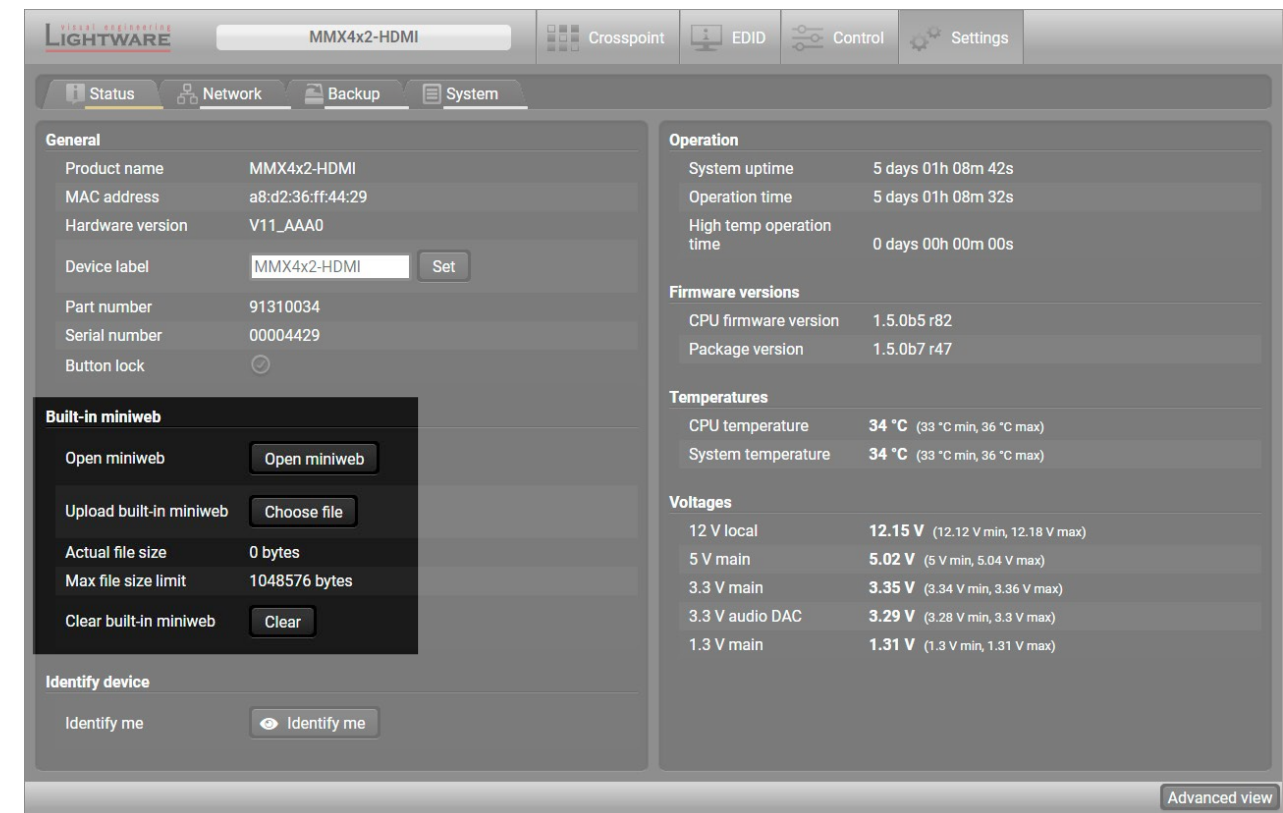 visual engineering
LIGHTWARE
MMX4x2-HDMI
Crosspoint
EDID
Control
Settings
Status
Network
Backup
System
General
Product name MMX4x2-HDMI
MAC address a8:d2:36:ff:44:29
Hardware version V11_AAA0
Device label MMX4x2-HDMI Set
Part number 91310034
Serial number 00004429
Button lock
Built-in miniweb
Open miniweb Open miniweb
Upload built-in miniweb Choose file
Actual file size 0 bytes
Max file size limit 1048576 bytes
Clear built-in miniweb Clear
Identify device
Identify me Identify me
Operation
System uptime 5 days 01h 08m 42s
Operation time 5 days 01h 08m 32s
High temp operation
time 0 days 00h 00m 00s
Firmware versions
CPU firmware version 1.5.0b5 r82
Package version 1.5.0b7 r47
Temperatures
CPU temperature 34 °C (33 °C min, 36 °C max)
System temperature 34 °C (33 °C min, 36 °C max)
Voltages
12 V local 12.15 V (12.12 V min, 12.18 V max)
5 V main 5.02 V (5 V min, 5.04 V max)
3.3 V main 3.35 V (3.34 V min, 3.36 V max)
3.3 V audio DAC 3.29 V (3.28 V min, 3.3 V max)
1.3 V main 1.31 V (1.3 V min, 1.31 V max)
Advanced view